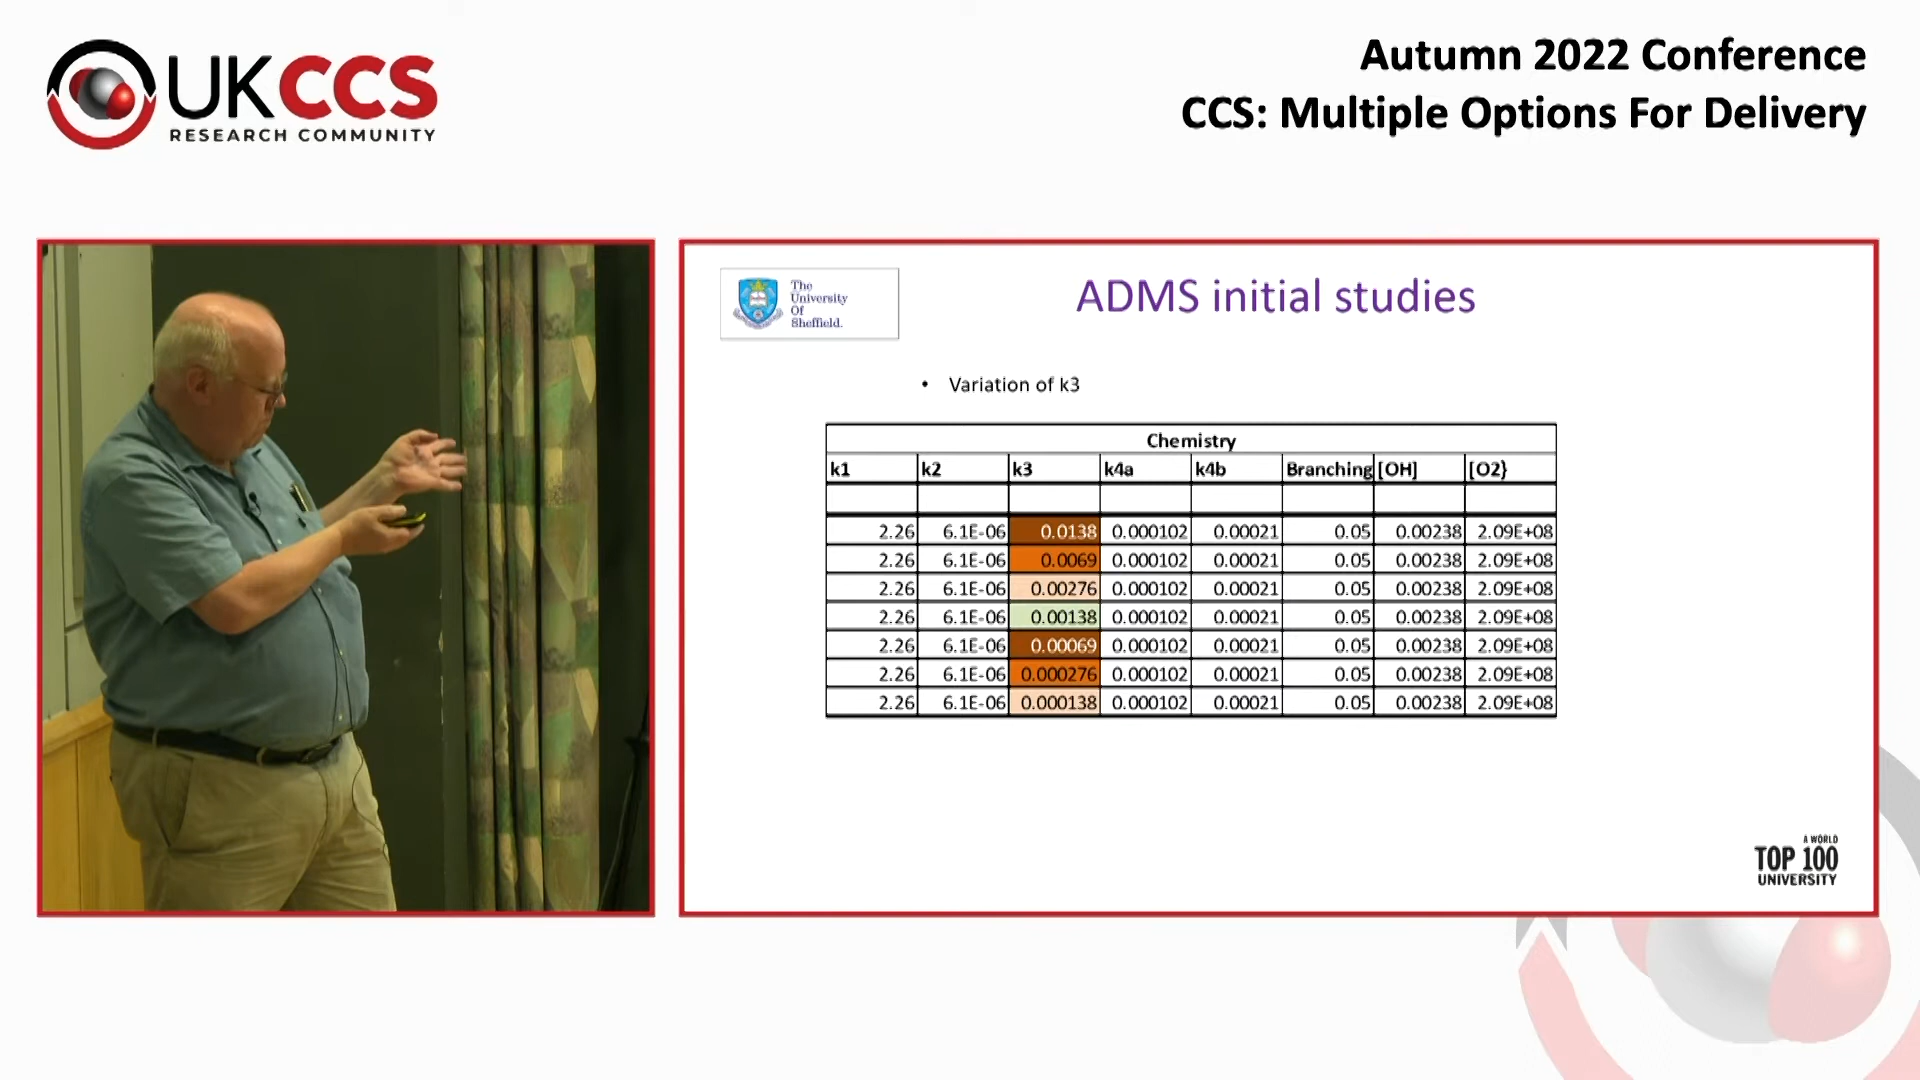 UKCCS
RESEARCH COMMUNITY
Autumn 2022 Conference
CCS: Multiple Options For Delivery
The
University
Of
Sheffield.
ADMS initial studies
• Variation of k3
Chemistry
k1 k2 k3 k4a k4b Branching [OH] [O2}
2.26 6.1E-06 0.0138 0.000102 0.00021 0.05 0.00238 2.09E+08
2.26 6.1E-06 0.0069 0.000102 0.00021 0.05 0.00238 2.09E+08
2.26 6.1E-06 0.00276 0.000102 0.00021 0.05 0.00238 2.09E+08
2.26 6.1E-06 0.00138 0.000102 0.00021 0.05 0.00238 2.09E+08
2.26 6.1E-06 0.00069 0.000102 0.00021 0.05 0.00238 2.09E+08
2.26 6.1E-06 0.000276 0.000102 0.00021 0.05 0.00238 2.09E+08
2.26 6.1E-06 0.000138 0.000102 0.00021 0.05 0.00238 2.09E+08
A WORLD
TOP 100
UNIVERSITY